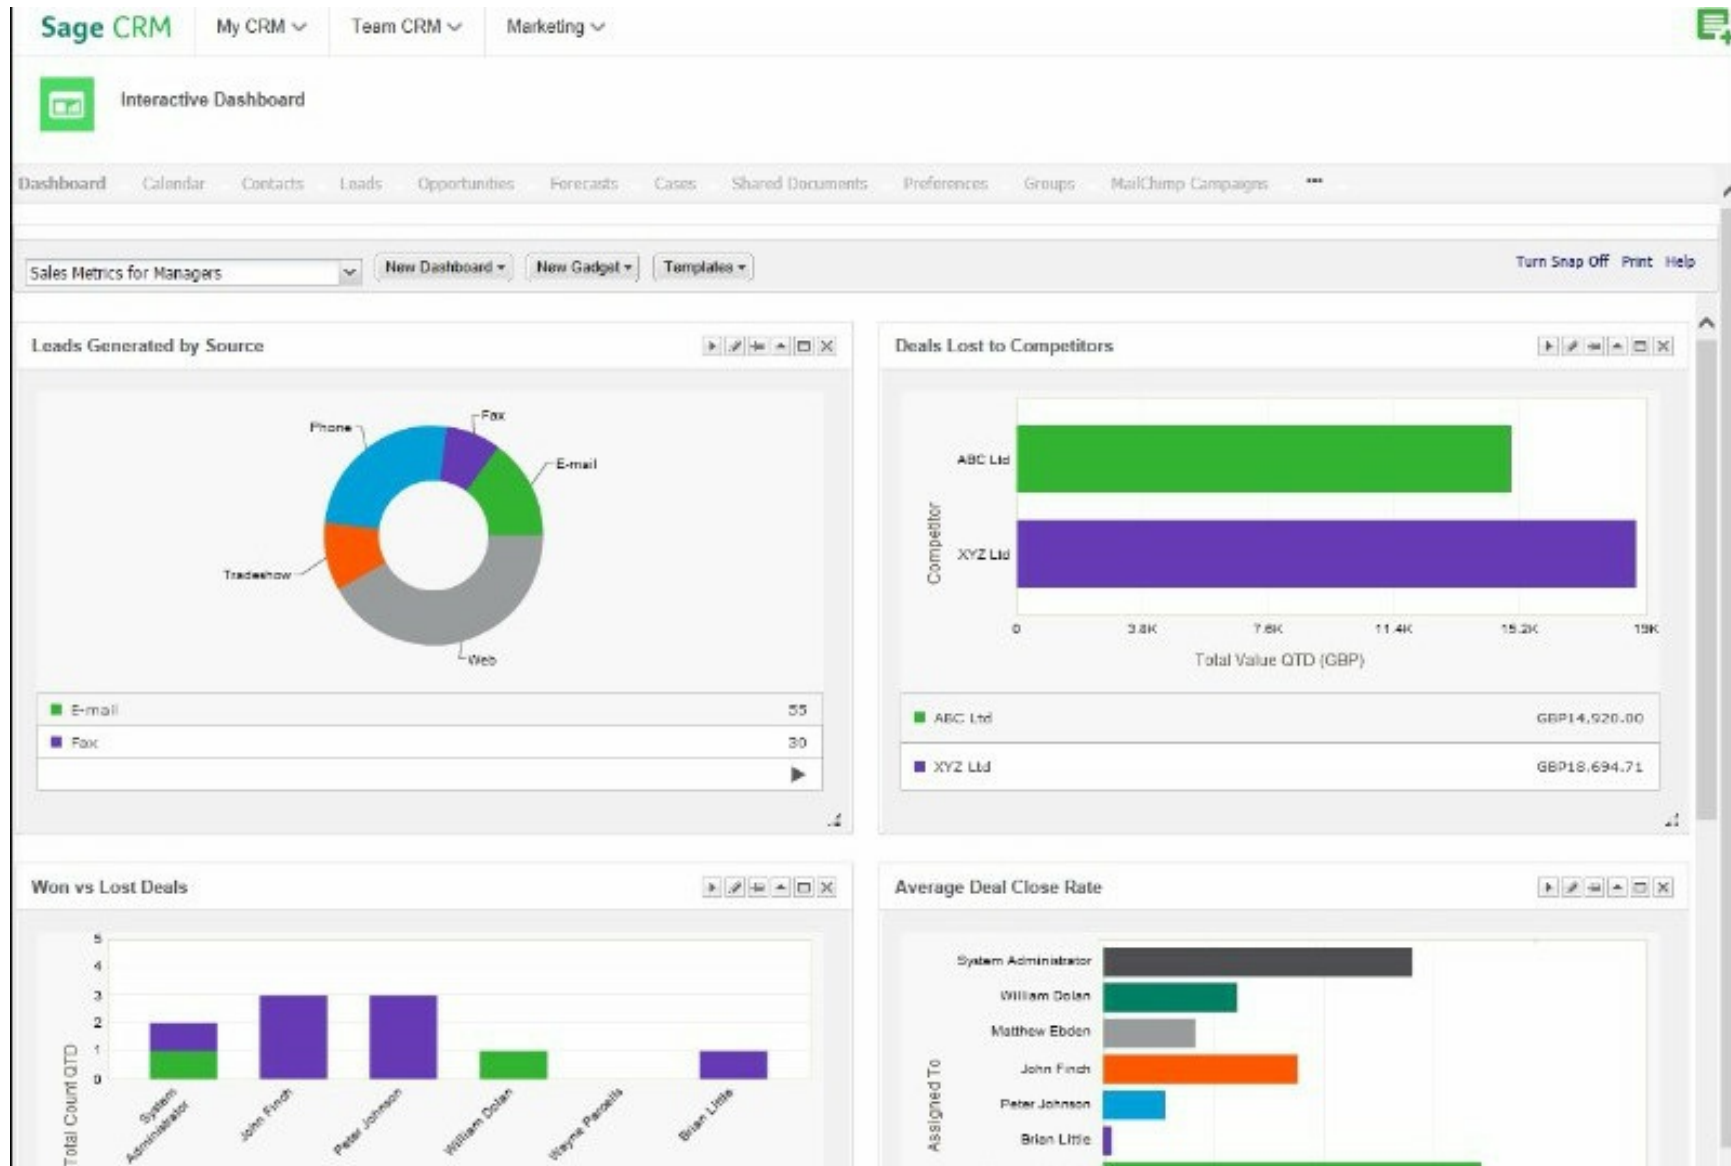 Sage CRM My CRM Team CRM Marketing
Interactive Dashboard
Dashboard Calendar Contacts Leads Opportunities Forecasts Cases Shared Documents Preferences Groups MailChimp Campaigns ...
Sales Metrics for Managers New Dashboard New Gadget Templates Turn Snap Off Print Help
Leads Generated by Source
Phone
Fax
E-mail
Tradeshow
Web
E-mail 55
Fax 30
Deals Lost to Competitors
Competitor
ABC Ltd
XYZ Ltd
0 3.8K 7.6K 11.4K 15.2K 19K
Total Value QTD (GBP)
ABC Ltd GBP14,920.00
XYZ Ltd GBP18,694.71
Won vs Lost Deals
Total Count QTD
5
4
3
2
1
0
System Administrator
John Finch
Peter Johnson
William Dolan
Wayne Parcells
Brian Little
Average Deal Close Rate
Assigned To
System Administrator
William Dolan
Matthew Ebden
John Finch
Peter Johnson
Brian Little